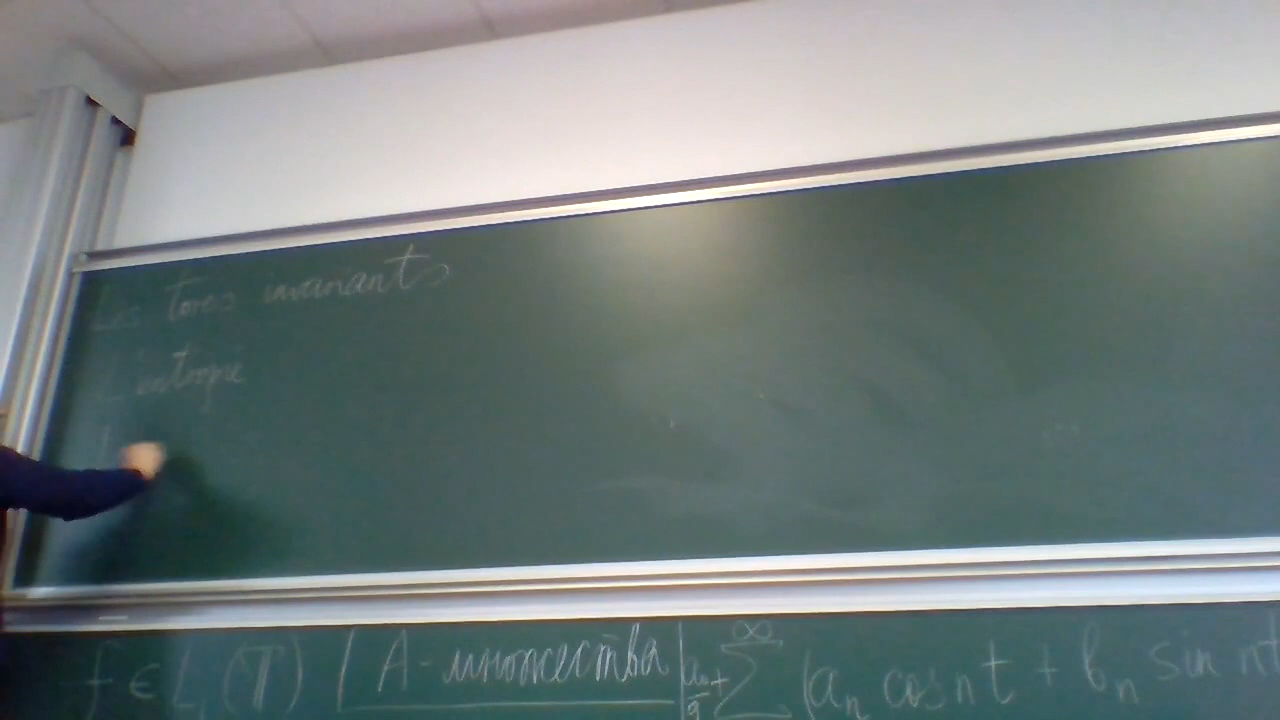 Les Tores invariants
L'entropie
f ∈ L₁(𝕋) A - множества a₀/2 + ∑ ∞ (aₙ cos nt + bₙ sin nt